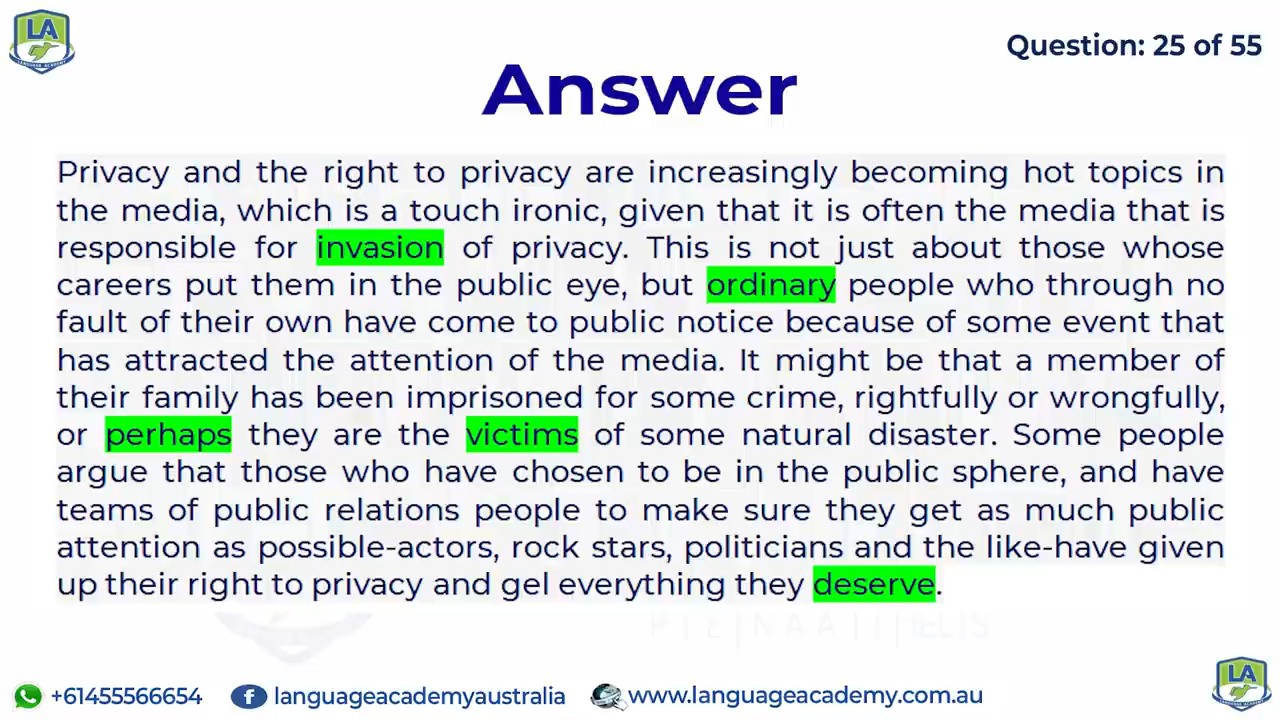 LA
LANGUAGE ACADEMY
Question: 25 of 55
Answer
Privacy and the right to privacy are increasingly becoming hot topics in
the media, which is a touch ironic, given that it is often the media that is
responsible for invasion of privacy. This is not just about those whose
careers put them in the public eye, but ordinary people who through no
fault of their own have come to public notice because of some event that
has attracted the attention of the media. It might be that a member of
their family has been imprisoned for some crime, rightfully or wrongfully,
or perhaps they are the victims of some natural disaster. Some people
argue that those who have chosen to be in the public sphere, and have
teams of public relations people to make sure they get as much public
attention as possible-actors, rock stars, politicians and the like-have given
up their right to privacy and gel everything they deserve.
+61455566654
languageacademyaustralia
www.languageacademy.com.au
LA